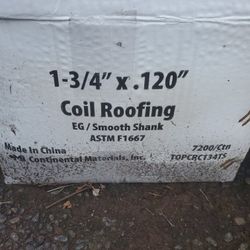 1-3/4" x .120"
Coil Roofing
EG / Smooth Shank
ASTM F1667
Made In China
7200/Ctn
Continental Materials, Inc.
TOPCRC134TS